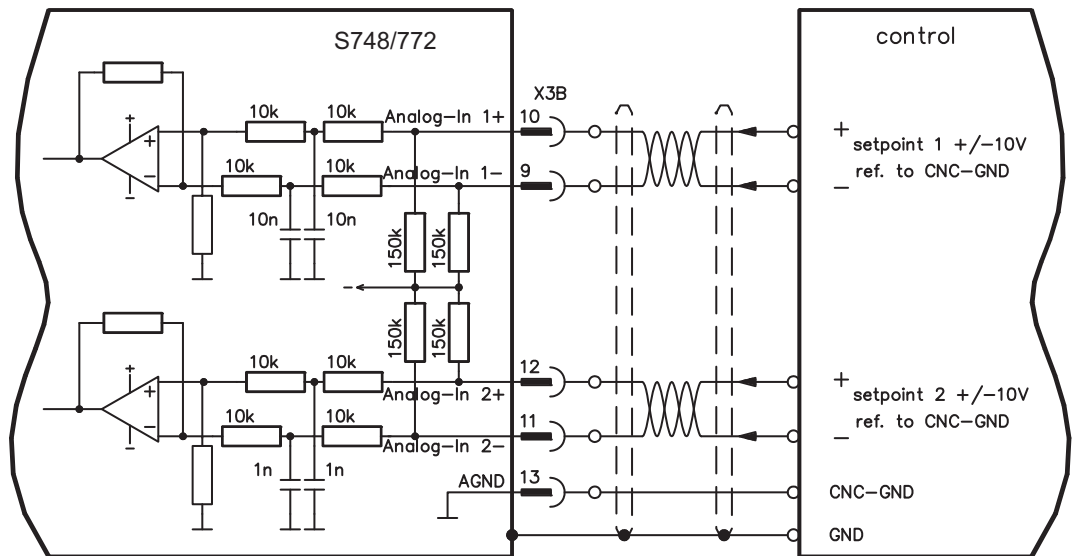 S748/772
control
X3B
10k
10k
Analog-In 1+
10
+
+
+
setpoint 1 +/-10V
10k
10k
Analog-In 1-
9
ref. to CNC-GND
-
-
-
10n
10n
150k
150k
-
150k
150k
10k
10k
12
+
+
+
Analog-In 2+
setpoint 2 +/-10V
10k
10k
11
ref. to CNC-GND
-
-
-
Analog-In 2-
1n
1n
AGND
13
CNC-GND
GND